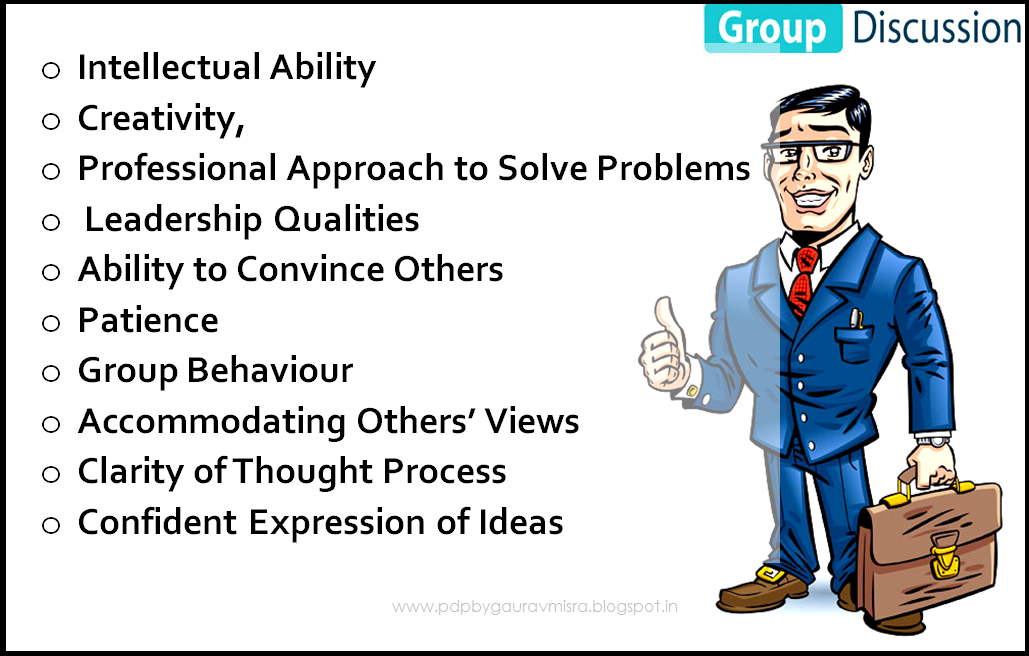 Group Discussion
Intellectual Ability
Creativity,
Professional Approach to Solve Problems
Leadership Qualities
Ability to Convince Others
Patience
Group Behaviour
Accommodating Others’ Views
Clarity of Thought Process
Confident Expression of Ideas
www.pdpbygauravmisra.blogspot.in